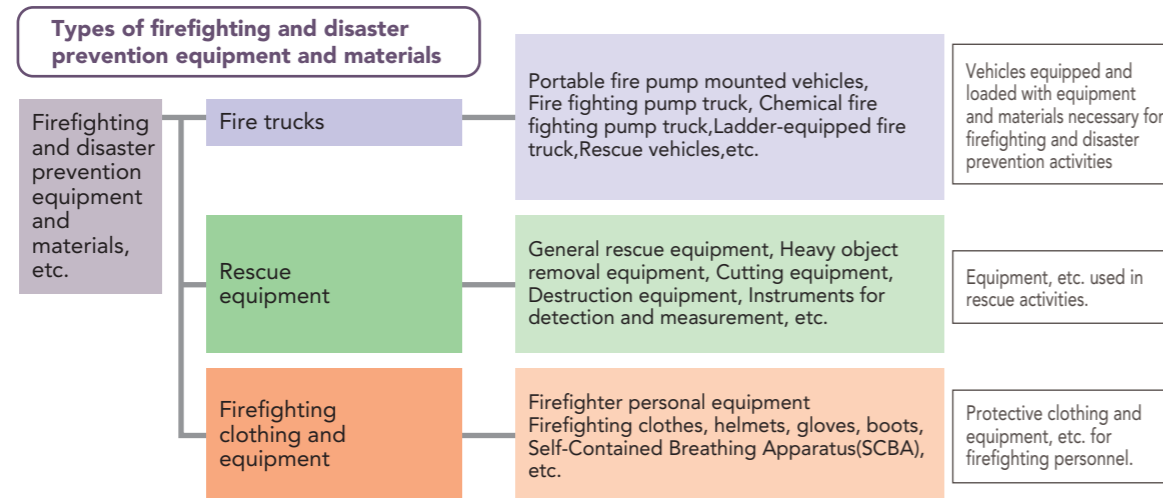 Types of firefighting and disaster
prevention equipment and materials
Firefighting
and disaster
prevention
equipment
and
materials,
etc.
Fire trucks
Portable fire pump mounted vehicles,
Fire fighting pump truck, Chemical fire
fighting pump truck,Ladder-equipped fire
truck,Rescue vehicles,etc.
Vehicles equipped and
loaded with equipment
and materials necessary for
firefighting and disaster
prevention activities
Rescue
equipment
General rescue equipment, Heavy object
removal equipment, Cutting equipment,
Destruction equipment, Instruments for
detection and measurement, etc.
Equipment, etc. used in
rescue activities.
Firefighting
clothing and
equipment
Firefighter personal equipment
Firefighting clothes, helmets, gloves, boots,
Self-Contained Breathing Apparatus(SCBA),
etc.
Protective clothing and
equipment, etc. for
firefighting personnel.